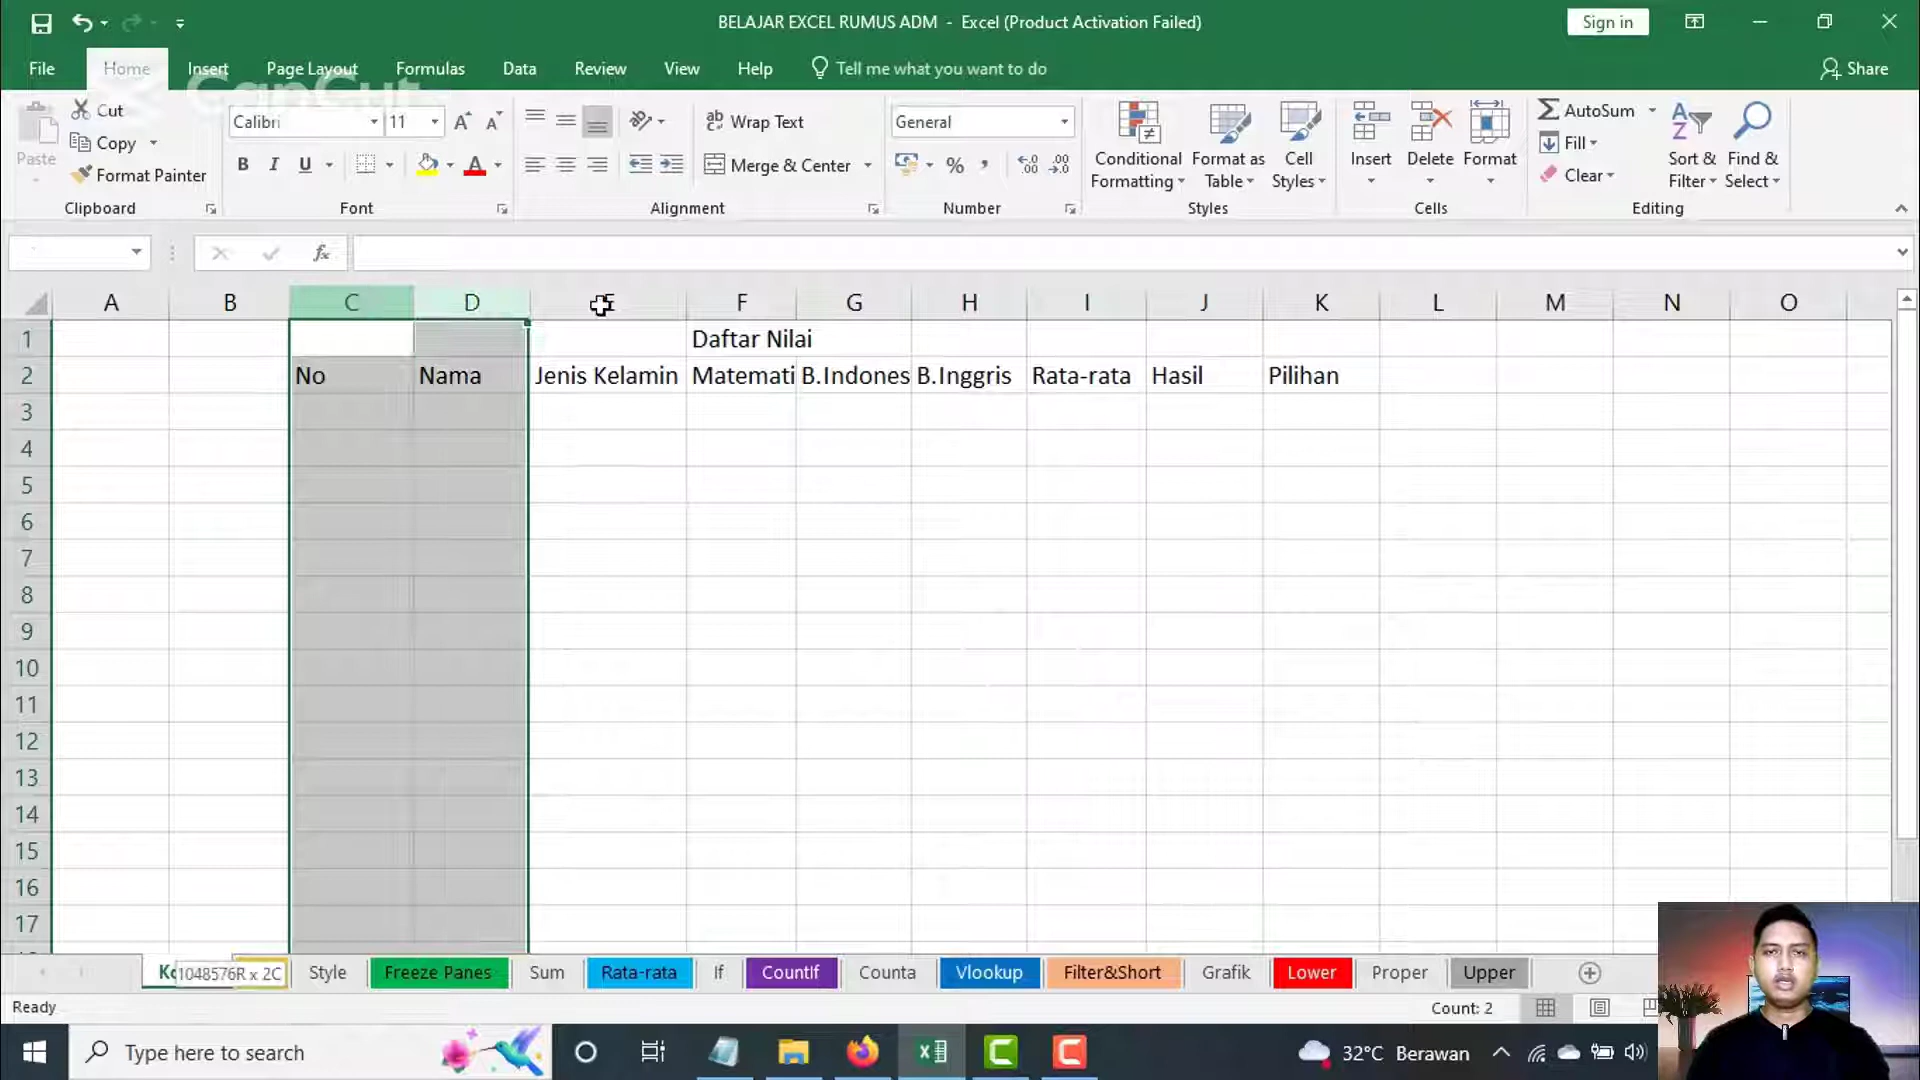 BELAJAR EXCEL RUMUS ADM - Excel (Product Activation Failed)
Sign in
File Home Insert Page Layout Formulas Data Review View Help Tell me what you want to do Share
CapCut
Paste
Cut
Copy
Format Painter
Clipboard
Calibri 11
B I U
Font
Wrap Text
Merge & Center
Alignment
General
%
Number
Conditional Formatting
Format as Table
Cell Styles
Styles
Insert
Delete
Format
Cells
AutoSum
Fill
Clear
Sort & Filter
Find & Select
Editing
fx
A B C D E F G H I J K L M N O
1 Daftar Nilai
2 No Nama Jenis Kelamin Matemati B.Indones B.Inggris Rata-rata Hasil Pilihan
3
4
5
6
7
8
9
10
11
12
13
14
15
16
17
1048576R x 2C Style Freeze Panes Sum Rata-rata If CountIf Counta Vlookup Filter&Short Grafik Lower Proper Upper
Ready
Count: 2
Type here to search
32°C Berawan